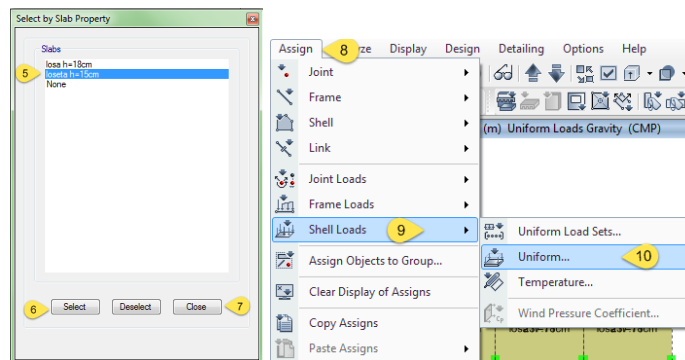 Select by Slab Property
Slabs
losa h=18cm
5
loseta h=15cm
None
6
Select
Deselect
Close
7
Assign
8
Display
Design
Detailing
Options
Help
Joint
Frame
Shell
Link
(m) Uniform Loads Gravity (CMP)
Joint Loads
Frame Loads
Shell Loads
9
Uniform Load Sets...
Assign Objects to Group...
Uniform...
10
Clear Display of Assigns
Temperature...
Copy Assigns
Wind Pressure Coefficient...
Paste Assigns